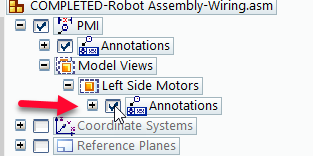 COMPLETED-Robot Assembly-Wiring.asm
PMI
Annotations
Model Views
Left Side Motors
Annotations
Coordinate Systems
Reference Planes